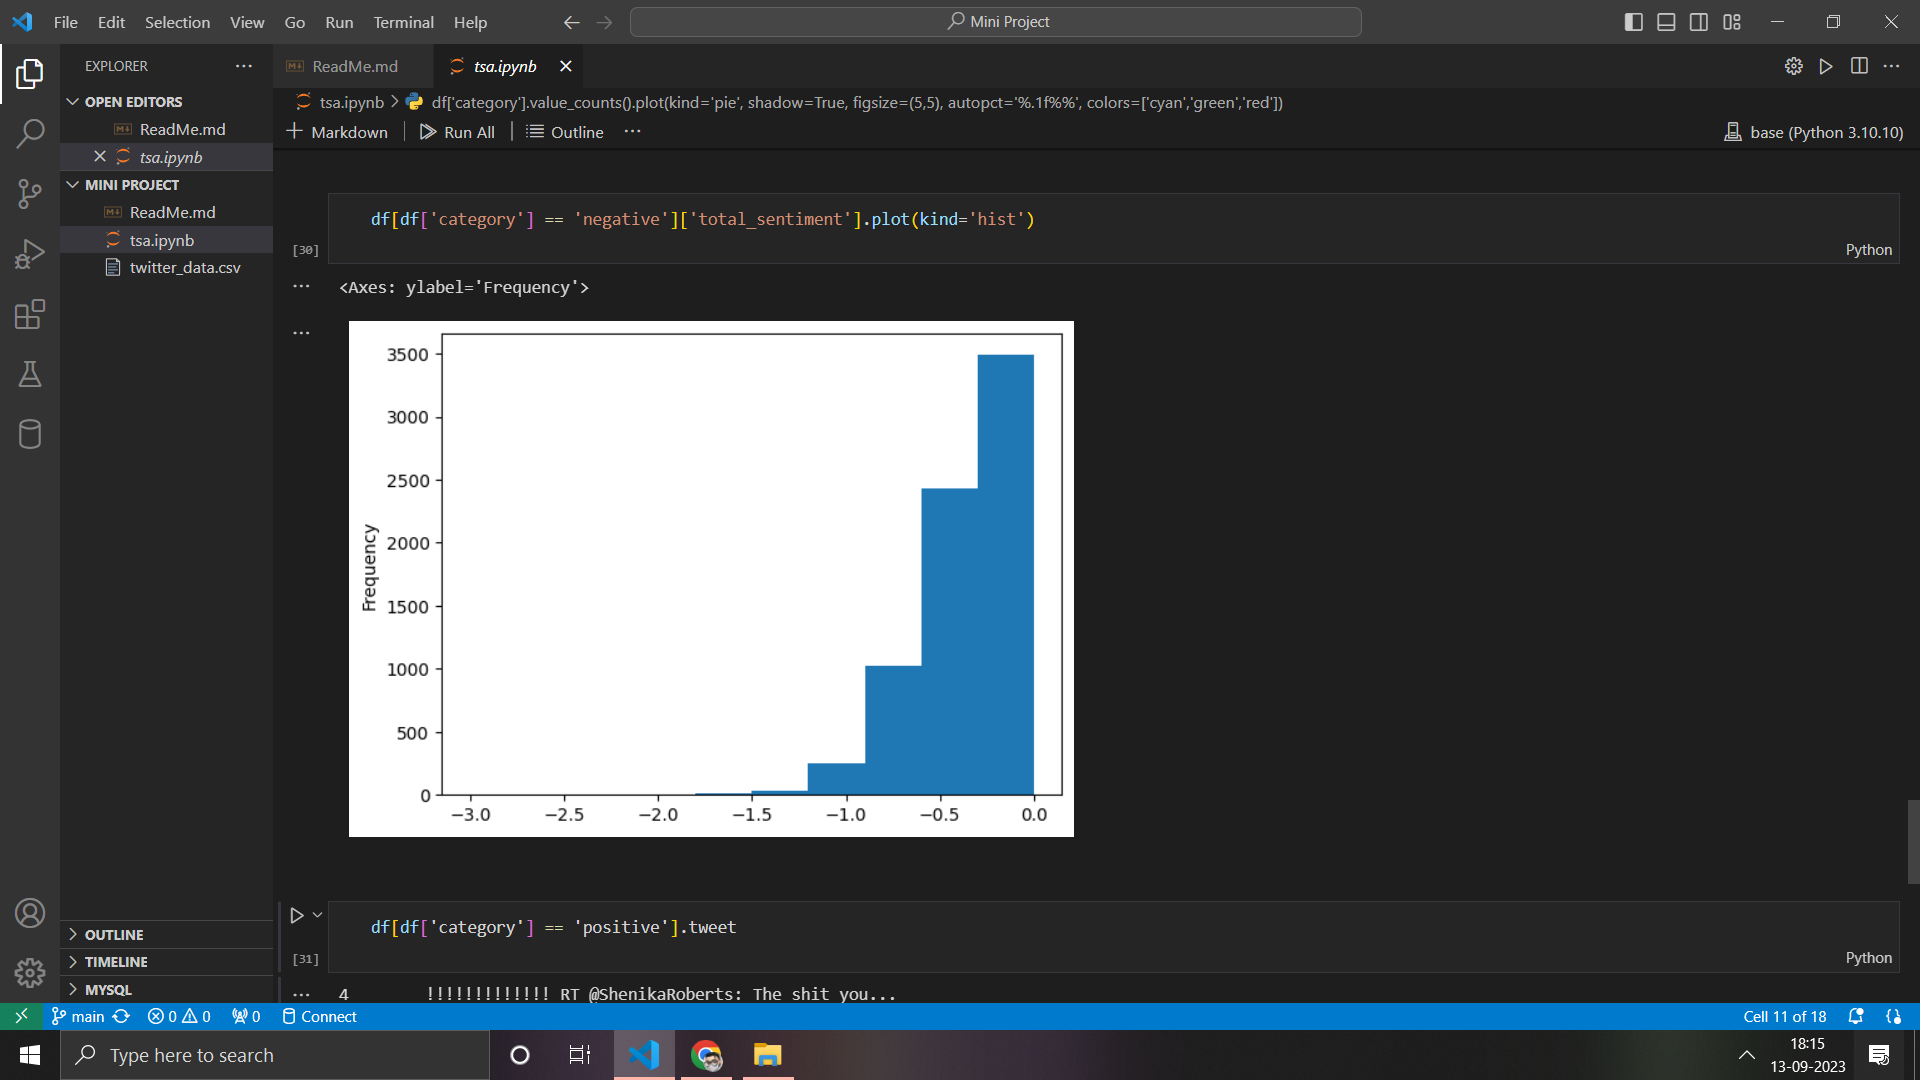 File Edit Selection View Go Run Terminal Help
Mini Project
EXPLORER
OPEN EDITORS
ReadMe.md
tsa.ipynb
MINI PROJECT
ReadMe.md
tsa.ipynb
twitter_data.csv
OUTLINE
TIMELINE
MYSQL
ReadMe.md
tsa.ipynb
tsa.ipynb > df['category'].value_counts().plot(kind='pie', shadow=True, figsize=(5,5), autopct='%.1f%%', colors=['cyan','green','red'])
+ Markdown | Run All | Outline ...
base (Python 3.10.10)
df[df['category'] == 'negative']['total_sentiment'].plot(kind='hist')
[30]
Python
<Axes: ylabel='Frequency'>
3500
3000
2500
2000
1500
1000
500
0
Frequency
−3.0 −2.5 −2.0 −1.5 −1.0 −0.5 0.0
df[df['category'] == 'positive'].tweet
[31]
Python
4 !!!!!!!!!!!!! RT @ShenikaRoberts: The shit you...
main 0 0 0 Connect
Cell 11 of 18
Type here to search
18:15
13-09-2023